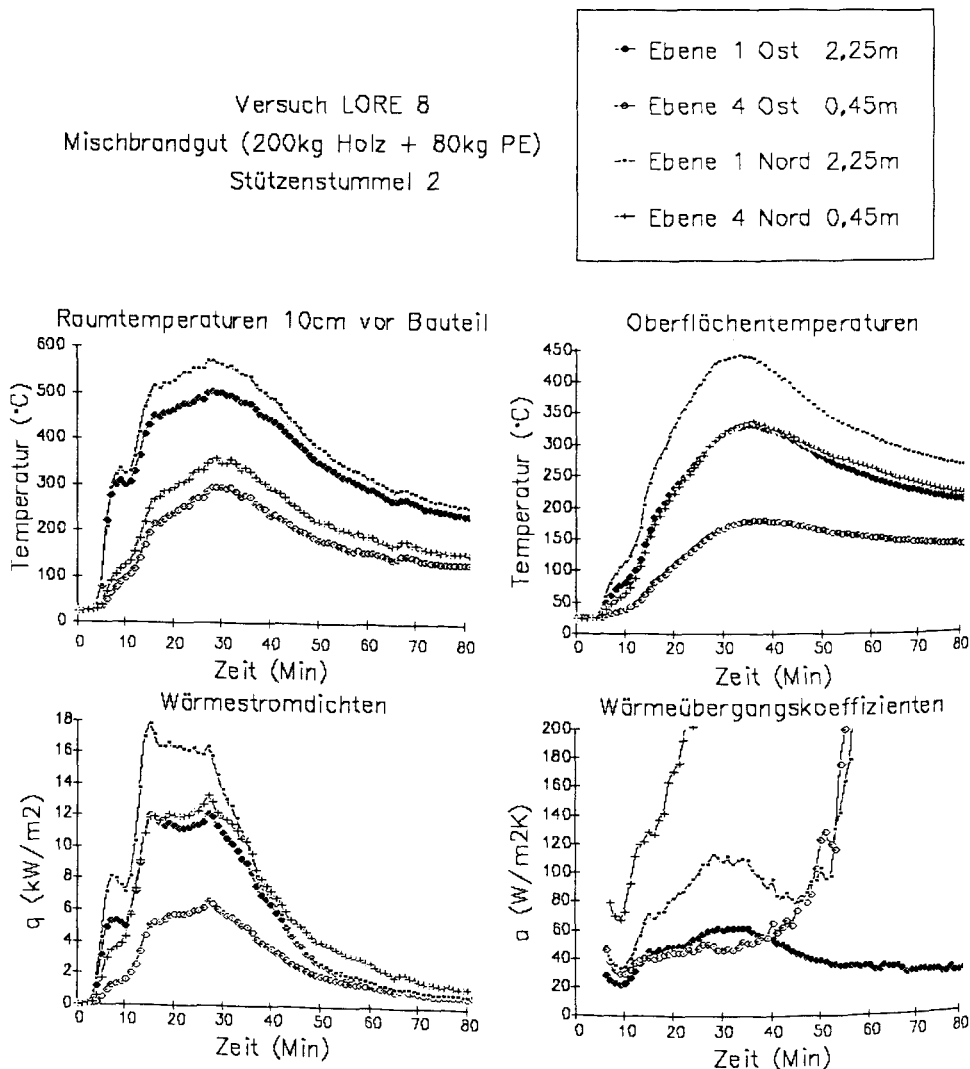 Versuch LORE 8
Mischbrandgut (200kg Holz + 80kg PE)
Stützenstummel 2
Ebene 1 Ost 2,25m
Ebene 4 Ost 0,45m
Ebene 1 Nord 2,25m
Ebene 4 Nord 0,45m
Raumtemperaturen 10cm vor Bauteil
Temperatur (°C)
600
500
400
300
200
100
0
0 10 20 30 40 50 60 70 80
Zeit (Min)
Oberflächentemperaturen
Temperatur (°C)
450
400
350
300
250
200
150
100
50
0
0 10 20 30 40 50 60 70 80
Zeit (Min)
Wärmestromdichten
q (kW/m2)
18
16
14
12
10
8
6
4
2
0
0 10 20 30 40 50 60 70 80
Zeit (Min)
Wärmeübergangskoeffizienten
α (W/m2K)
200
180
160
140
120
100
80
60
40
20
0
0 10 20 30 40 50 60 70 80
Zeit (Min)